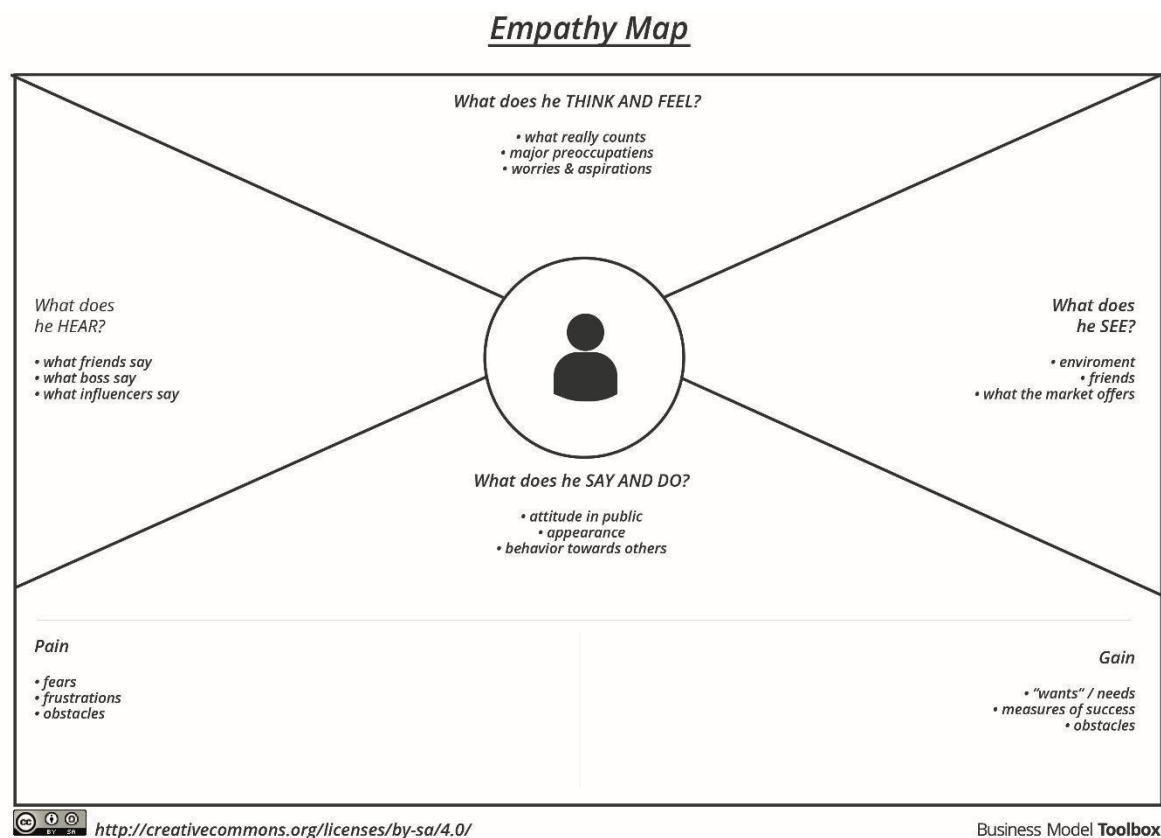 Empathy Map
What does he THINK AND FEEL?
• what really counts
• major preoccupatiens
• worries & aspirations
What does
he HEAR?
• what friends say
• what boss say
• what influencers say
What does
he SEE?
• enviroment
• friends
• what the market offers
What does he SAY AND DO?
• attitude in public
• appearance
• behavior towards others
Pain
• fears
• frustrations
• obstacles
Gain
• "wants" / needs
• measures of success
• obstacles
cc BY SA
http://creativecommons.org/licenses/by-sa/4.0/
Business Model Toolbox